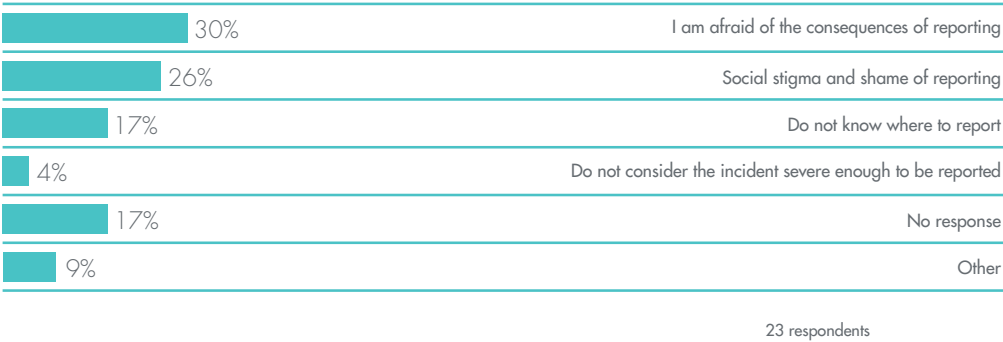 30% I am afraid of the consequences of reporting
26% Social stigma and shame of reporting
17% Do not know where to report
4% Do not consider the incident severe enough to be reported
17% No response
9% Other
23 respondents